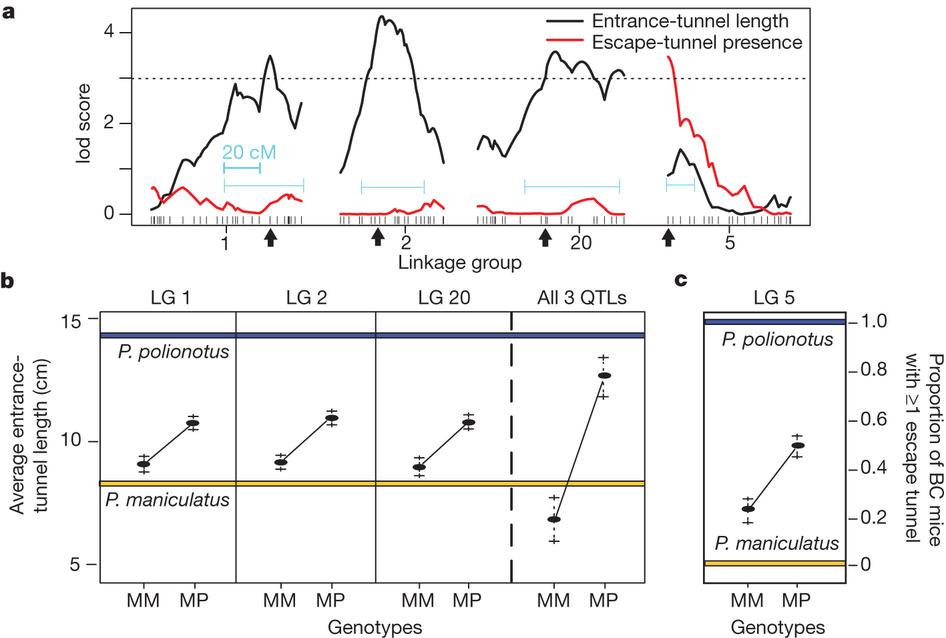 a
Entrance-tunnel length
Escape-tunnel presence
4
2
0
lod score
20 cM
1
2
20
5
Linkage group
b
LG 1
LG 2
LG 20
All 3 QTLs
15
10
5
Average entrance-
tunnel length (cm)
P. polionotus
P. maniculatus
MM
MP
MM
MP
MM
MP
MM
MP
Genotypes
c
LG 5
P. polionotus
P. maniculatus
1.0
0.8
0.6
0.4
0.2
0
Proportion of BC mice
with ≥1 escape tunnel
MM
MP
Genotypes